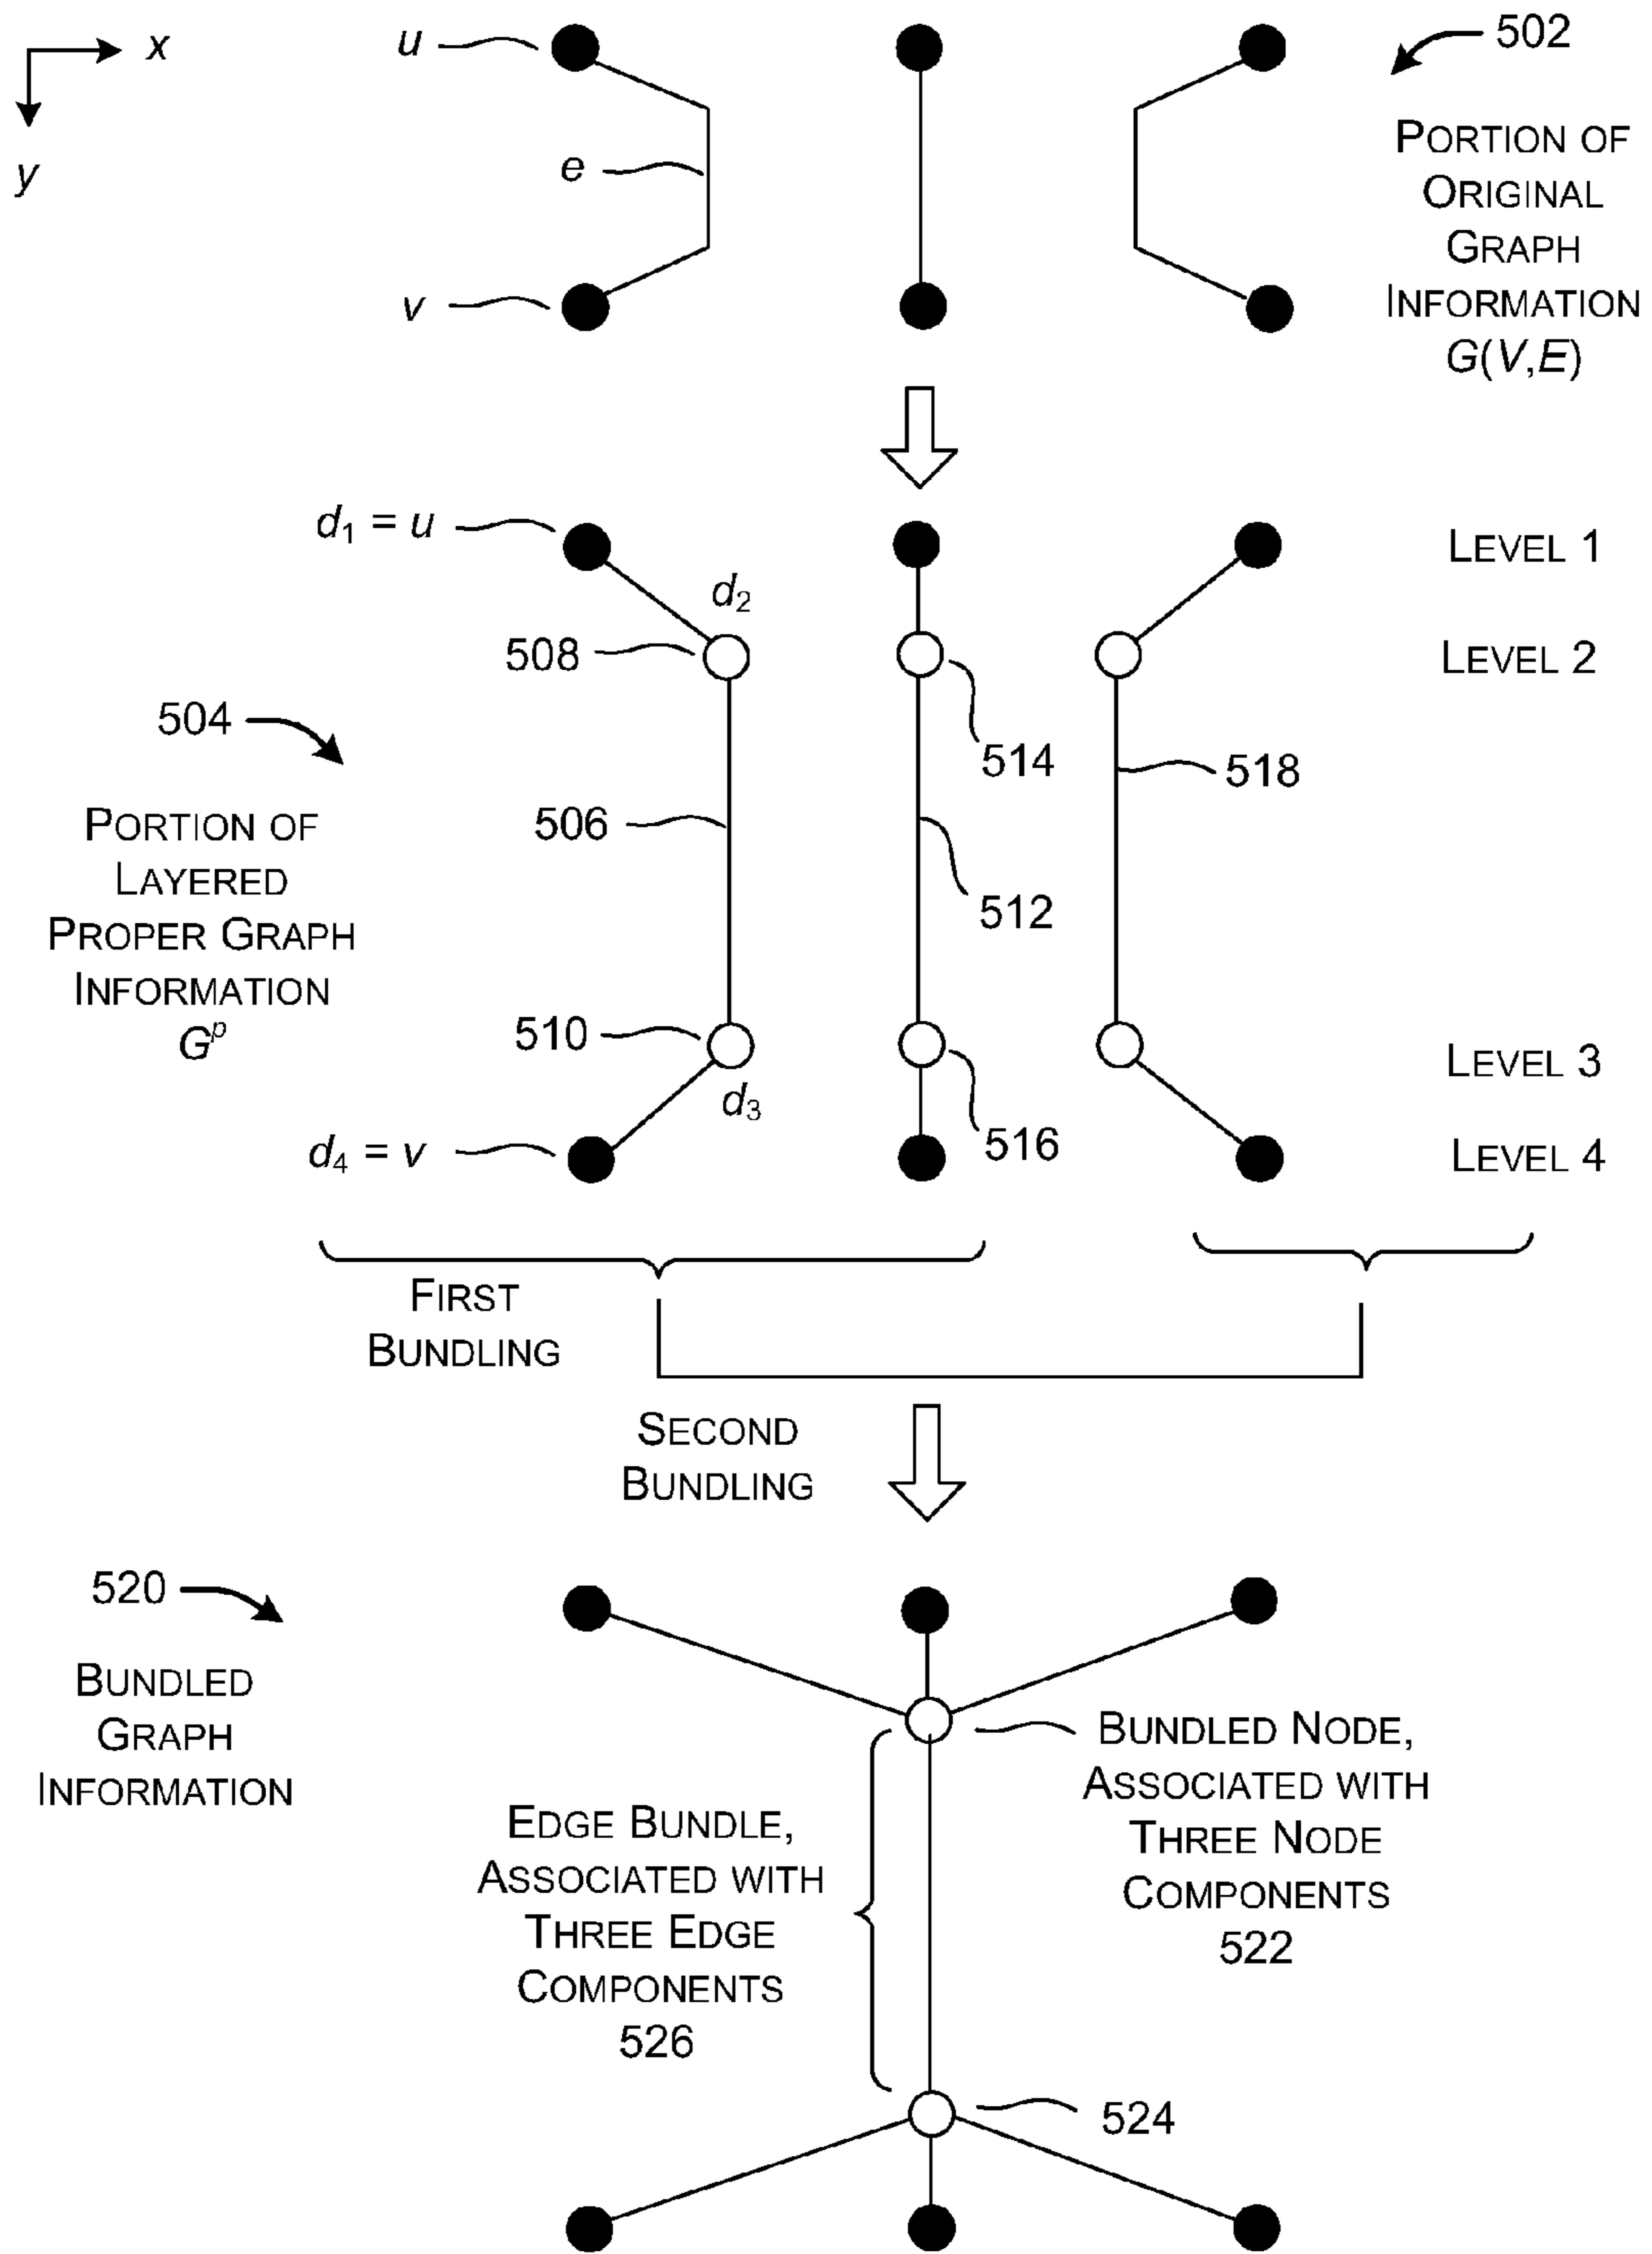 x
y
u
e
v
502
PORTION OF
ORIGINAL
GRAPH
INFORMATION
G(V,E)
d1 = u
LEVEL 1
d2
508
LEVEL 2
504
514
518
PORTION OF
LAYERED
PROPER GRAPH
INFORMATION
Gp
506
512
510
LEVEL 3
d3
516
d4 = v
LEVEL 4
FIRST
BUNDLING
SECOND
BUNDLING
520
BUNDLED
GRAPH
INFORMATION
BUNDLED NODE,
ASSOCIATED WITH
THREE NODE
COMPONENTS
522
EDGE BUNDLE,
ASSOCIATED WITH
THREE EDGE
COMPONENTS
526
524